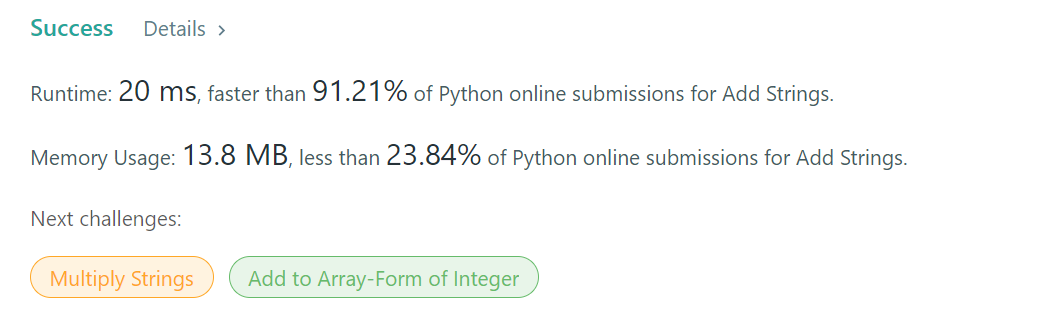 Success Details >
Runtime: 20 ms, faster than 91.21% of Python online submissions for Add Strings.
Memory Usage: 13.8 MB, less than 23.84% of Python online submissions for Add Strings.
Next challenges:
Multiply Strings Add to Array-Form of Integer